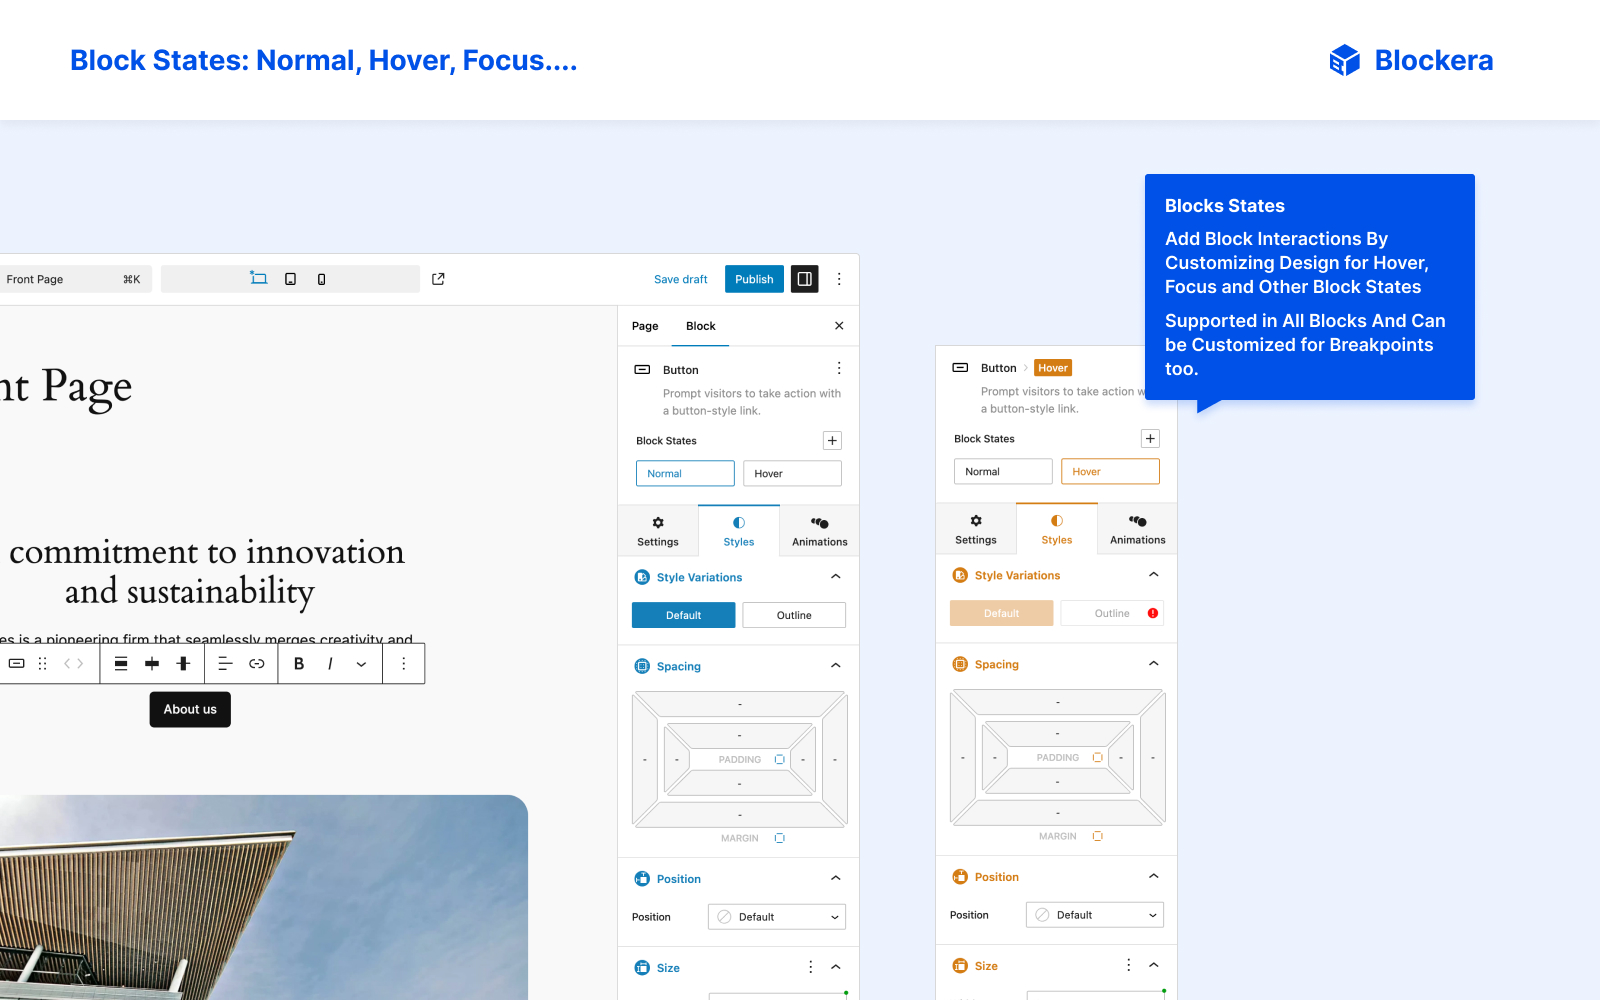 Block States: Normal, Hover, Focus....
Blockera
Blocks States
Add Block Interactions By
Customizing Design for Hover,
Focus and Other Block States
Supported in All Blocks And Can
be Customized for Breakpoints
too.
Front Page
⌘K
Save draft
Publish
nt Page
commitment to innovation
and sustainability
es is a pioneering firm that seamlessly merges creativity and
B
I
About us
Page
Block
Button
Prompt visitors to take action with
a button-style link.
Block States
Normal
Hover
Settings
Styles
Animations
Style Variations
Default
Outline
Spacing
-
-
-
-
PADDING
-
-
-
-
MARGIN
Position
Position
Default
Size
Button
Hover
Prompt visitors to take action w
a button-style link.
Block States
Normal
Hover
Settings
Styles
Animations
Style Variations
Default
Outline
Spacing
-
-
-
-
PADDING
-
-
-
-
MARGIN
Position
Position
Default
Size